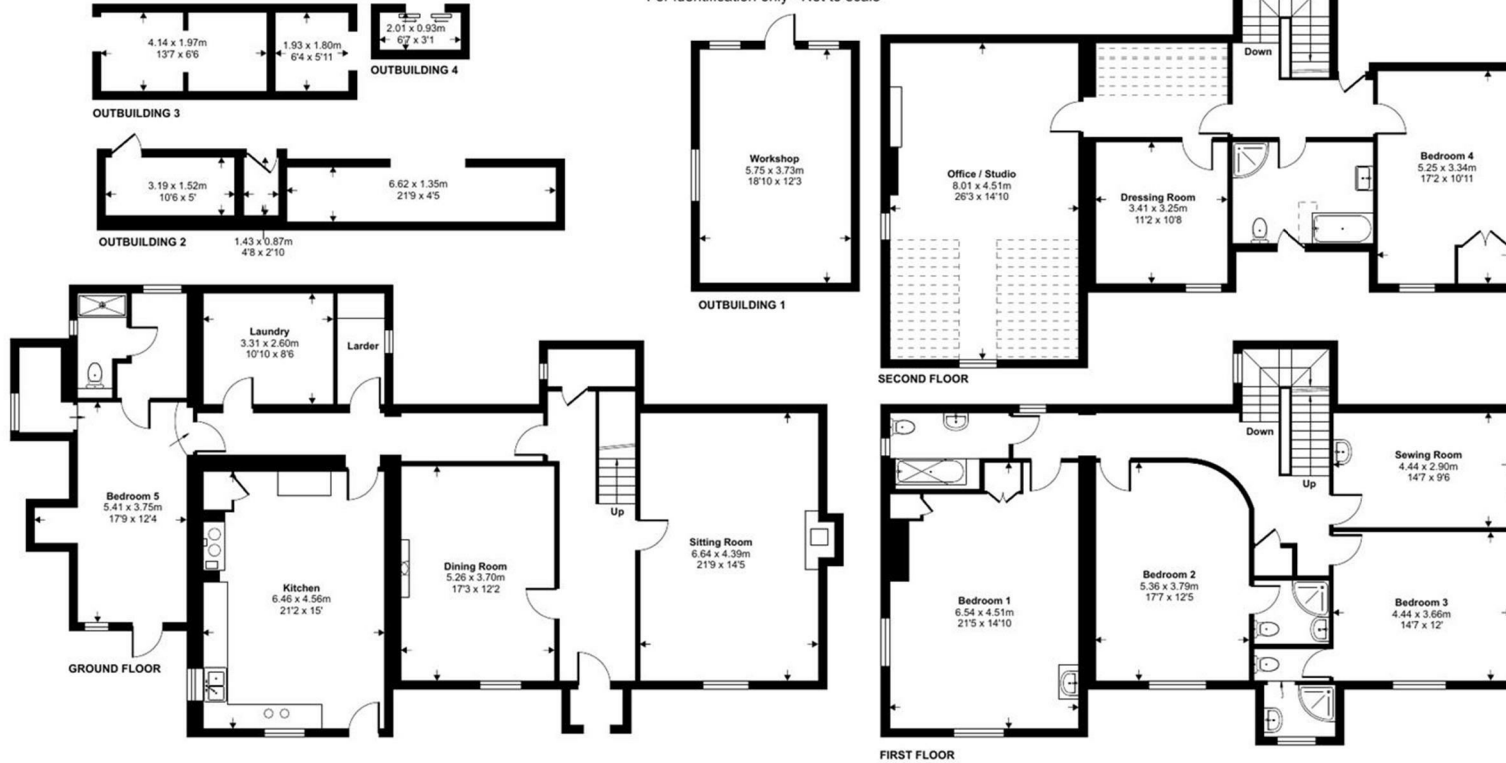 4.14 x 1.97m
13'7 x 6'6
1.93 x 1.80m
6'4 x 5'11
OUTBUILDING 3
2.01 x 0.93m
6'7 x 3'1
OUTBUILDING 4
3.19 x 1.52m
10'6 x 5'
6.62 x 1.35m
21'9 x 4'5
OUTBUILDING 2
1.43 x 0.87m
4'8 x 2'10
Workshop
5.75 x 3.73m
18'10 x 12'3
OUTBUILDING 1
Office / Studio
8.01 x 4.51m
26'3 x 14'10
Down
Dressing Room
3.41 x 3.25m
11'2 x 10'8
Bedroom 4
5.25 x 3.34m
17'2 x 10'11
SECOND FLOOR
Laundry
3.31 x 2.60m
10'10 x 8'6
Larder
Bedroom 5
5.41 x 3.75m
17'9 x 12'4
Kitchen
6.46 x 4.56m
21'2 x 15'
Dining Room
5.26 x 3.70m
17'3 x 12'2
Up
Sitting Room
6.64 x 4.39m
21'9 x 14'5
GROUND FLOOR
Down
Up
Sewing Room
4.44 x 2.90m
14'7 x 9'6
Bedroom 1
6.54 x 4.51m
21'5 x 14'10
Bedroom 2
5.36 x 3.79m
17'7 x 12'5
Bedroom 3
4.44 x 3.66m
14'7 x 12'
FIRST FLOOR